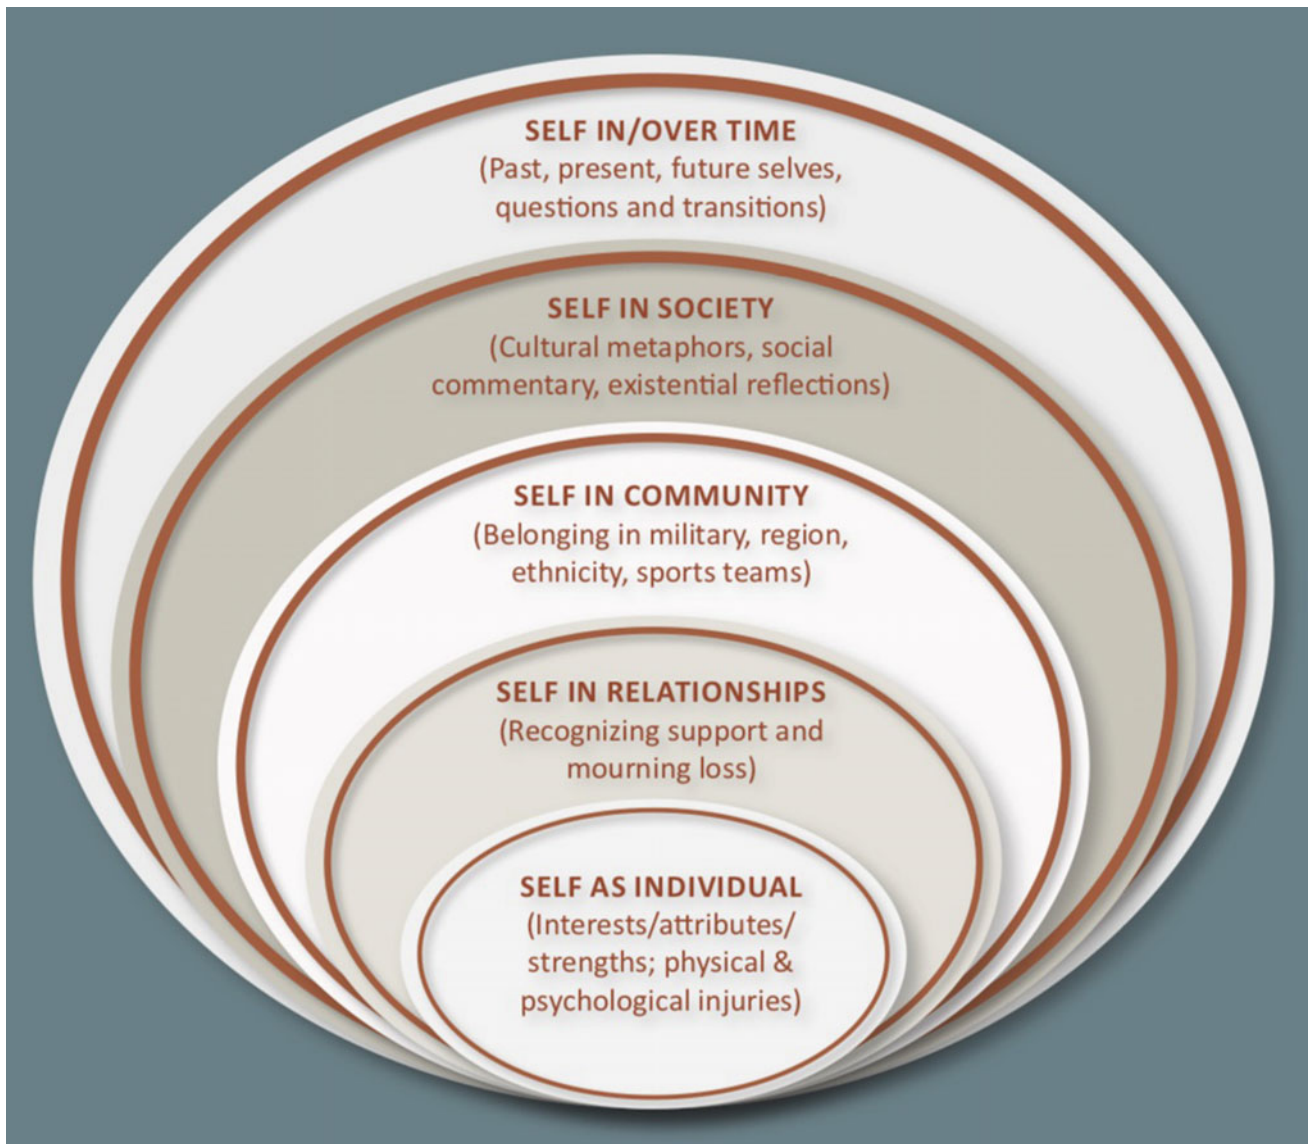 SELF IN/OVER TIME
(Past, present, future selves,
questions and transitions)
SELF IN SOCIETY
(Cultural metaphors, social
commentary, existential reflections)
SELF IN COMMUNITY
(Belonging in military, region,
ethnicity, sports teams)
SELF IN RELATIONSHIPS
(Recognizing support and
mourning loss)
SELF AS INDIVIDUAL
(Interests/attributes/
strengths; physical &
psychological injuries)